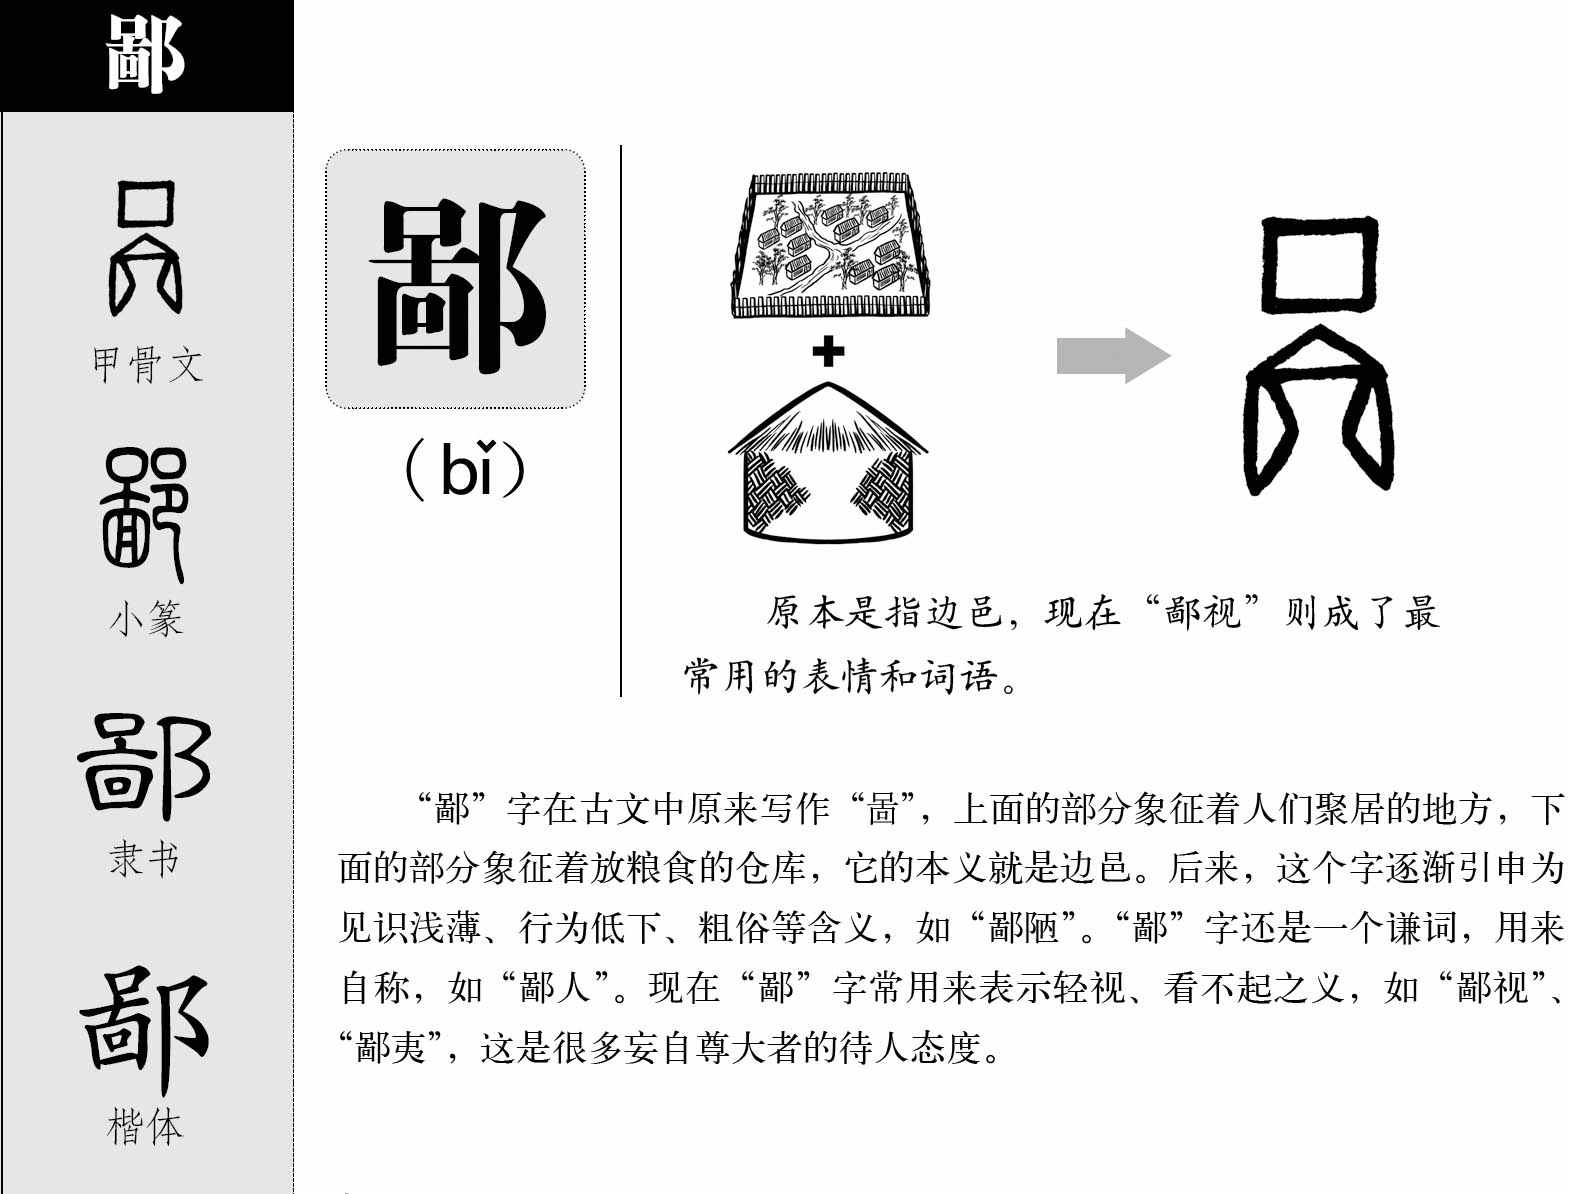 鄙
甲骨文
小篆
隶书
楷体
鄙
（bǐ）
原本是指边邑，现在“鄙视”则成了最
常用的表情和词语。
“鄙”字在古文中原来写作“啚”，上面的部分象征着人们聚居的地方，下
面的部分象征着放粮食的仓库，它的本义就是边邑。后来，这个字逐渐引申为
见识浅薄、行为低下、粗俗等含义，如“鄙陋”。“鄙”字还是一个谦词，用来
自称，如“鄙人”。现在“鄙”字常用来表示轻视、看不起之义，如“鄙视”、
“鄙夷”，这是很多妄自尊大者的待人态度。